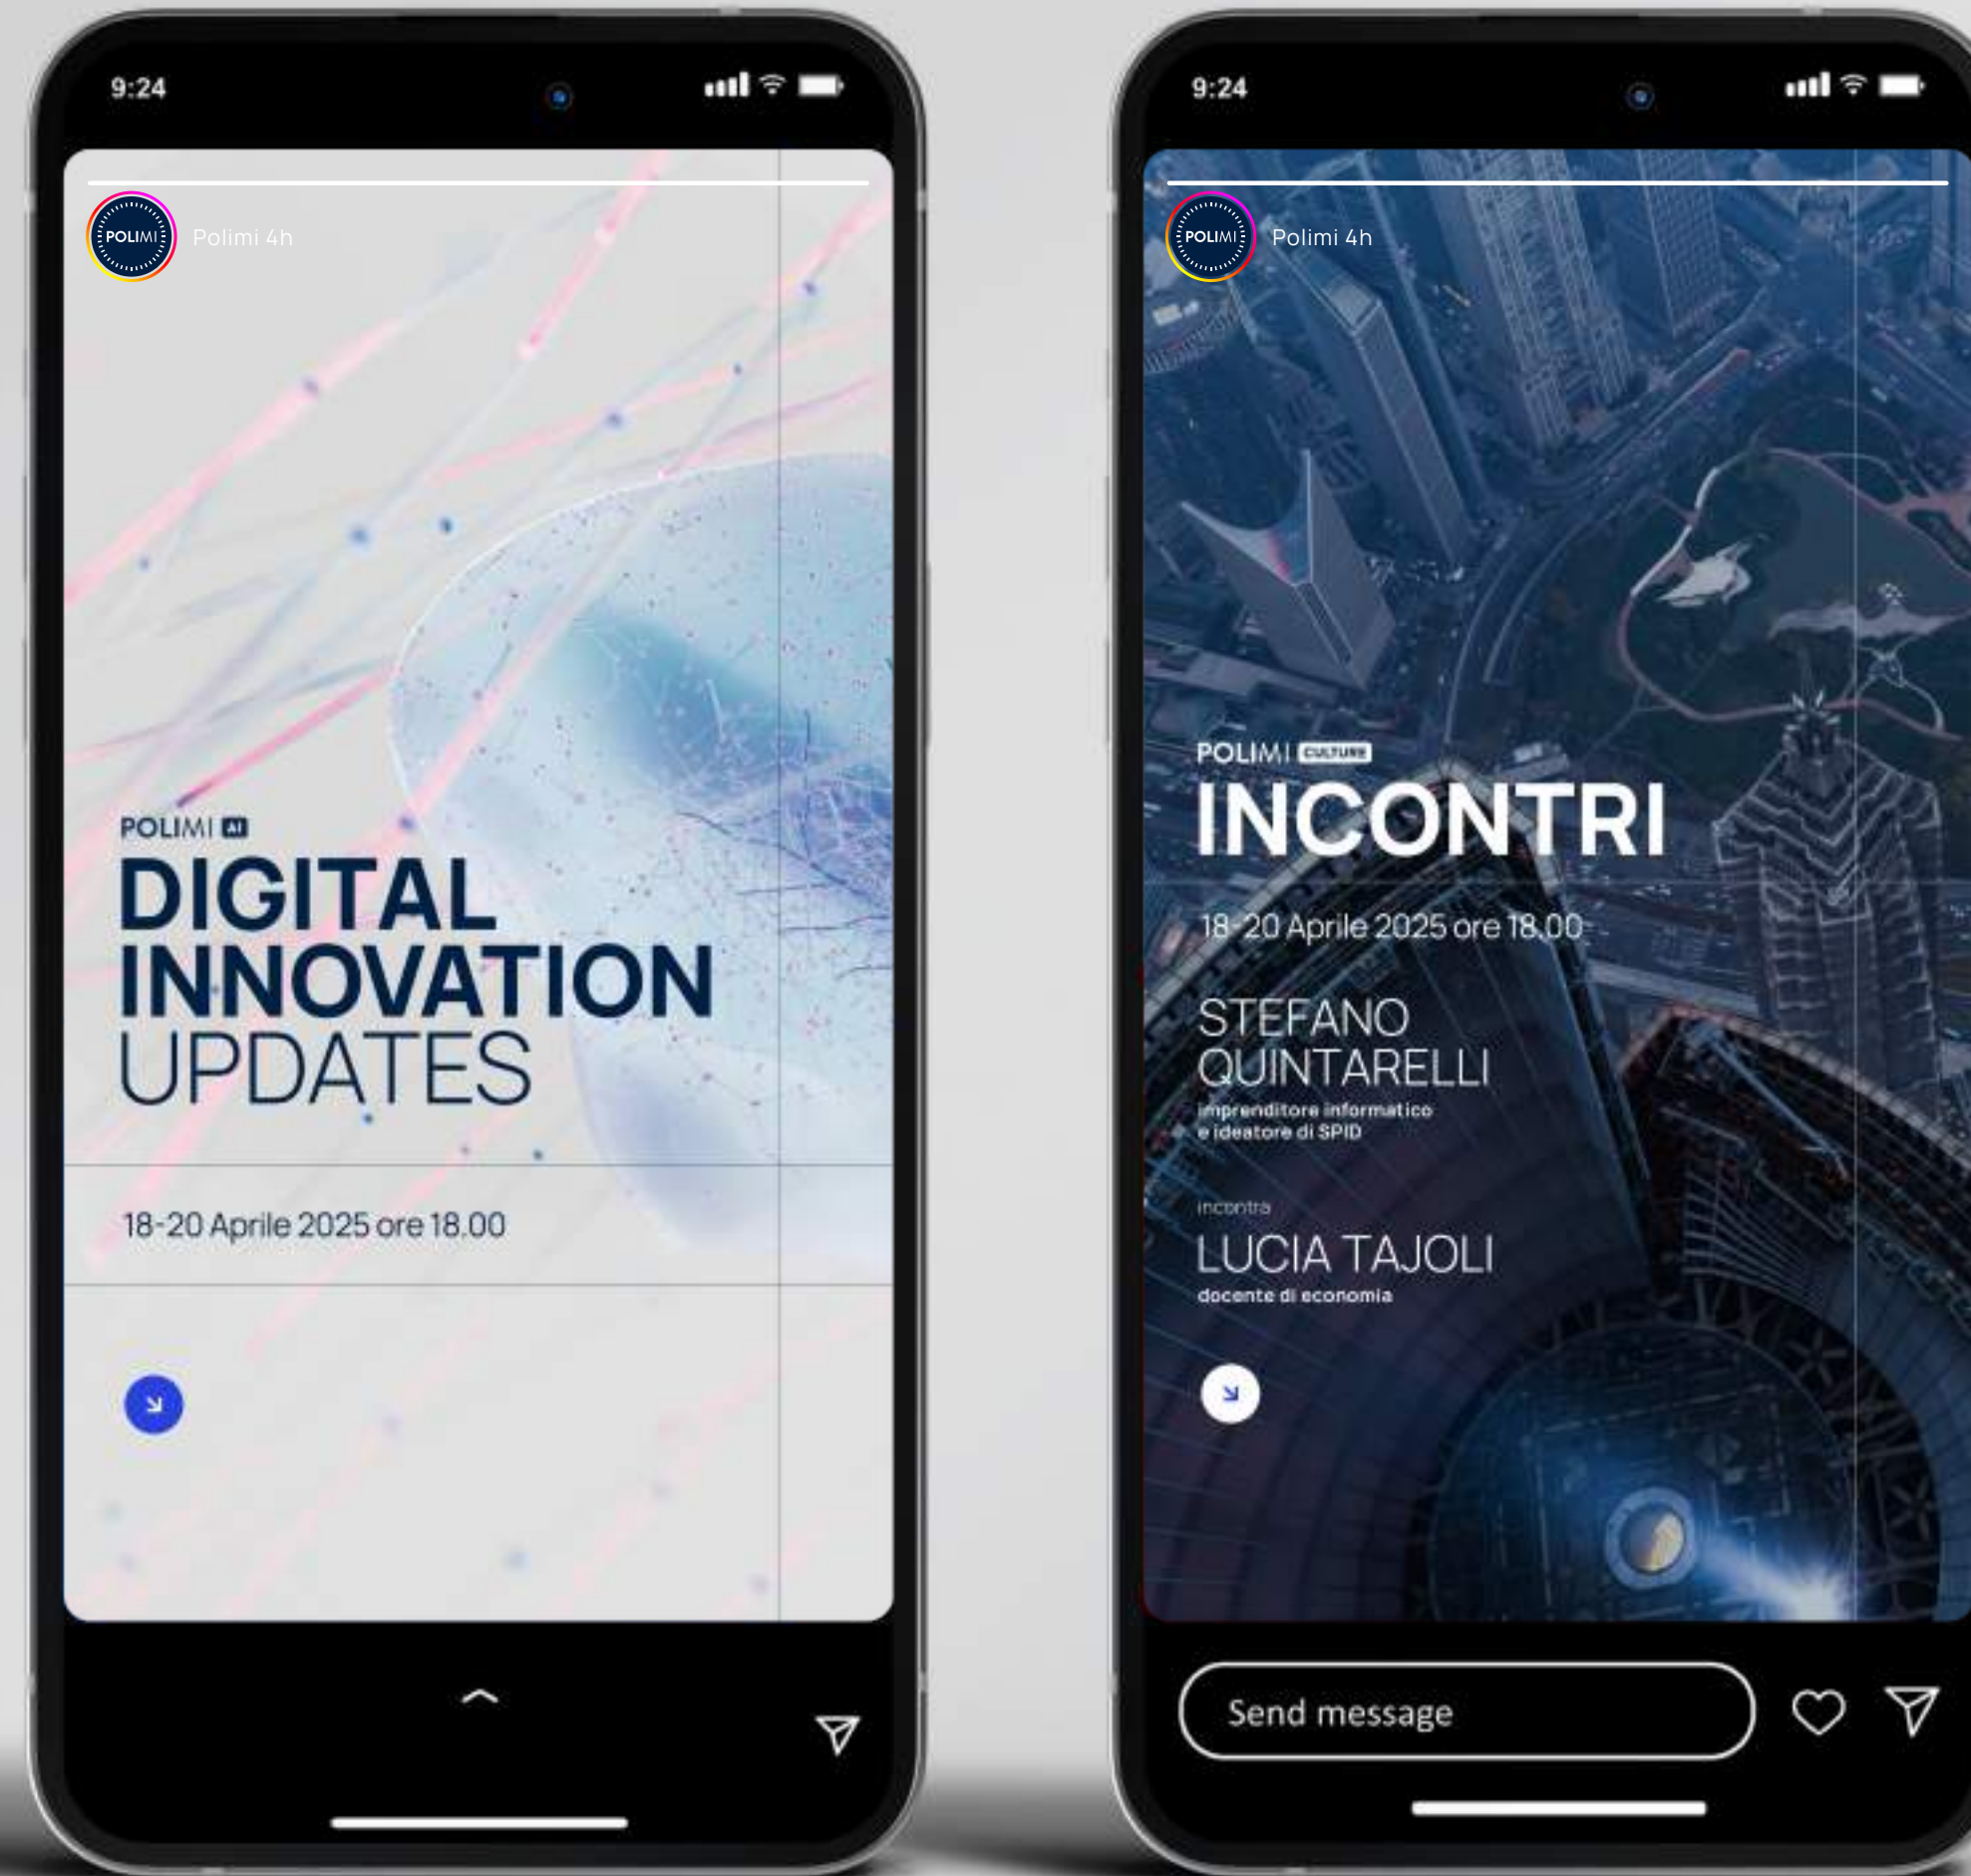 9:24
POLIMI
Polimi 4h
POLIMI AI
DIGITAL
INNOVATION
UPDATES
18-20 Aprile 2025 ore 18.00
9:24
POLIMI
Polimi 4h
POLIMI CULTURE
INCONTRI
18-20 Aprile 2025 ore 18.00
STEFANO
QUINTARELLI
imprenditore informatico
e ideatore di SPID
incontra
LUCIA TAJOLI
docente di economia
Send message